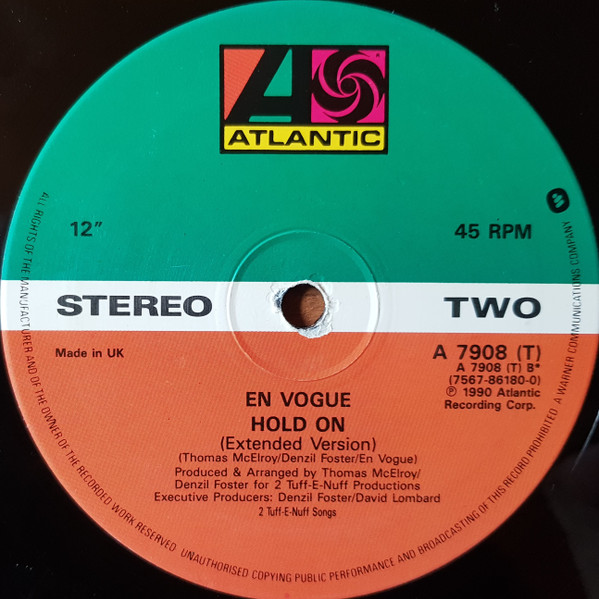 ATLANTIC
12"
45 RPM
STEREO
TWO
Made in UK
A 7908 (T)
A 7908 (T) B*
(7567-86180-0)
℗ 1990 Atlantic
Recording Corp.
EN VOGUE
HOLD ON
(Extended Version)
(Thomas McElroy/Denzil Foster/En Vogue)
Produced & Arranged by Thomas McElroy/
Denzil Foster for 2 Tuff-E-Nuff Productions
Executive Producers: Denzil Foster/David Lombard
2 Tuff-E-Nuff Songs
ALL RIGHTS OF THE MANUFACTURER AND OF THE OWNER OF THE RECORDED WORK RESERVED UNAUTHORISED COPYING PUBLIC PERFORMANCE AND BROADCASTING OF THIS RECORD PROHIBITED A WARNER COMMUNICATIONS COMPANY